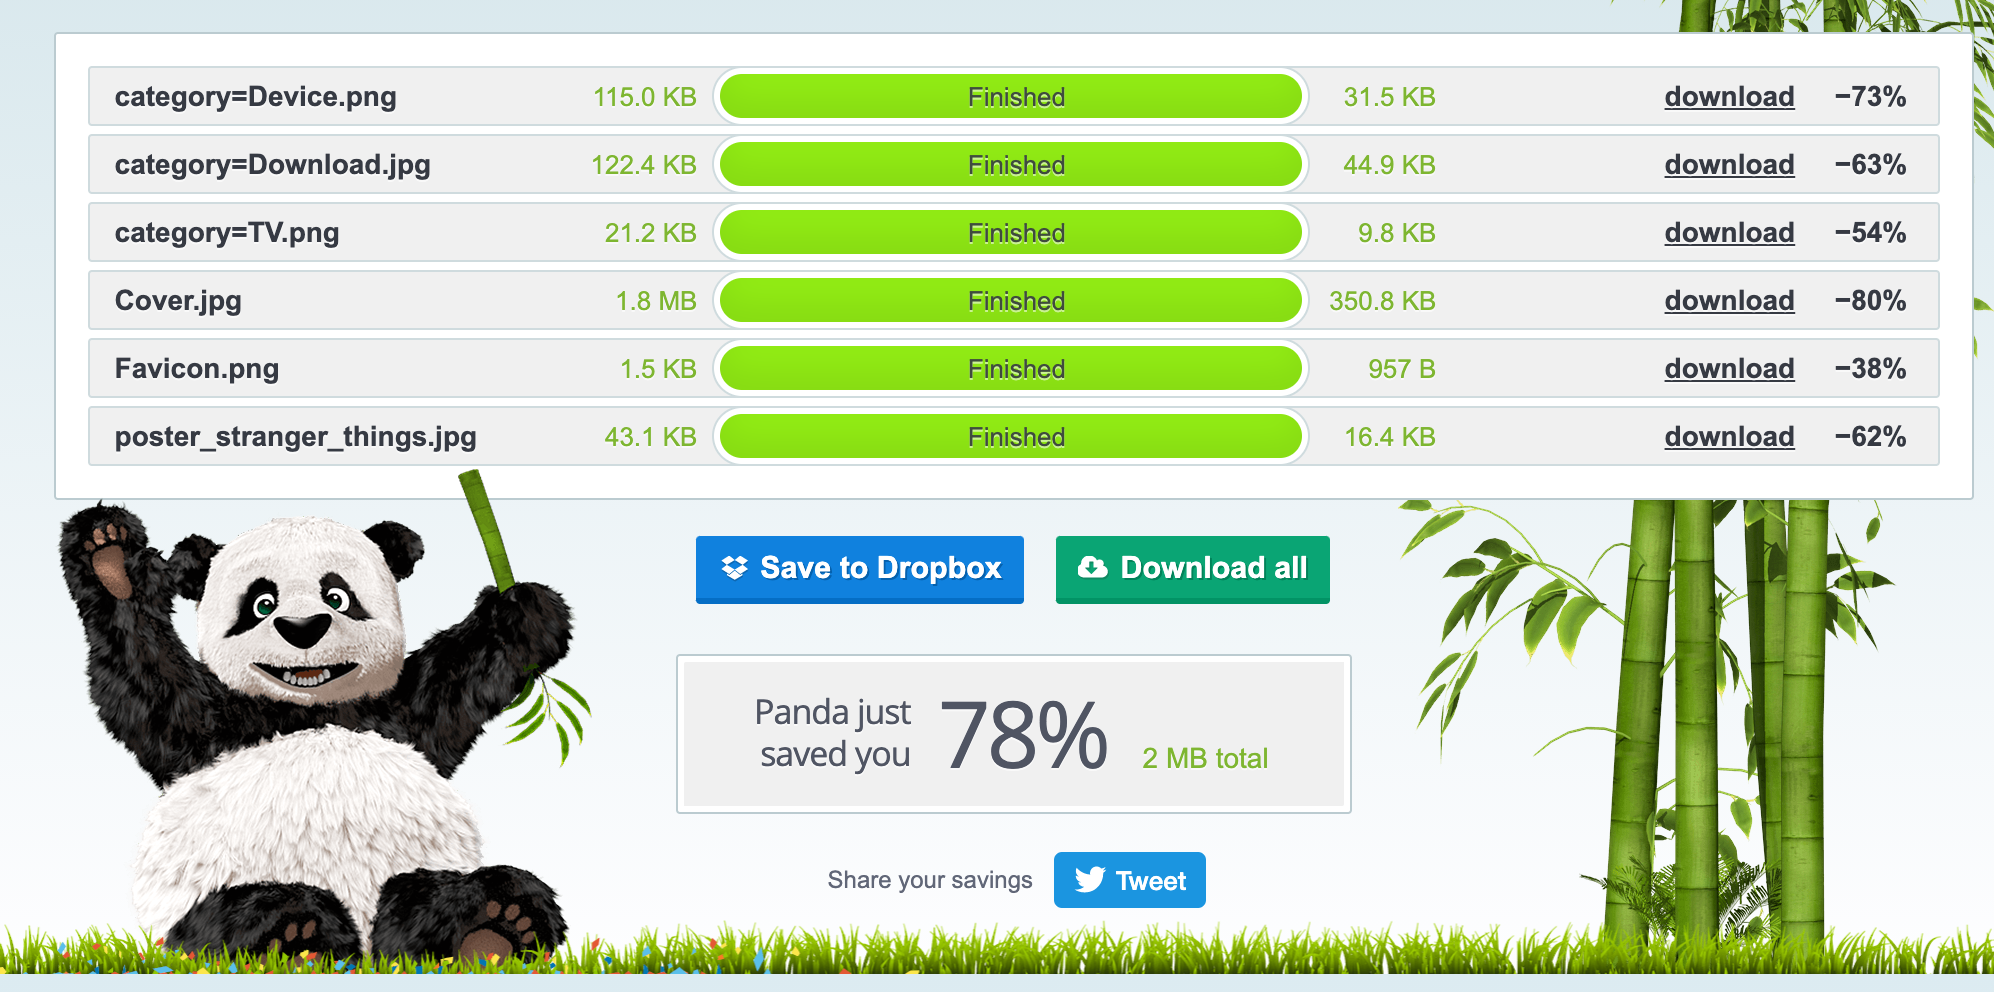 category=Device.png 115.0 KB Finished 31.5 KB download −73%
category=Download.jpg 122.4 KB Finished 44.9 KB download −63%
category=TV.png 21.2 KB Finished 9.8 KB download −54%
Cover.jpg 1.8 MB Finished 350.8 KB download −80%
Favicon.png 1.5 KB Finished 957 B download −38%
poster_stranger_things.jpg 43.1 KB Finished 16.4 KB download −62%
Save to Dropbox Download all
Panda just
saved you 78% 2 MB total
Share your savings Tweet